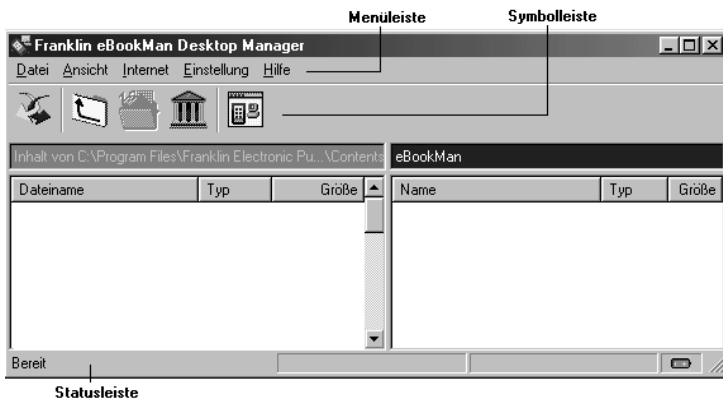 Menüleiste Symbolleiste
Franklin eBookMan Desktop Manager
Datei Ansicht Internet Einstellung Hilfe
Inhalt von C:\Program Files\Franklin Electronic Pu...\Contents eBookMan
Dateiname Typ Größe Name Typ Größe
Bereit
Statusleiste